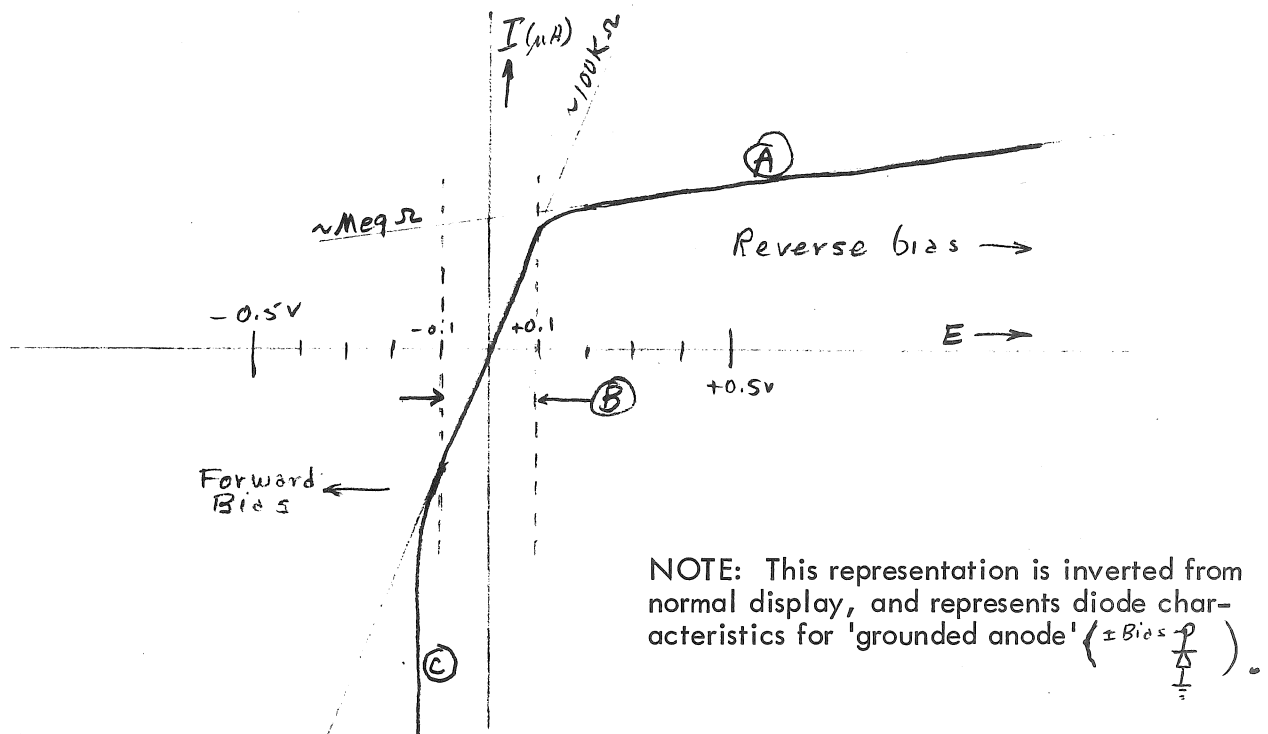 I (μA)
~100KΩ
A
~Meg Ω
Reverse bias →
- 0.5V
-0.1
+0.1
E →
+0.5v
B
Forward
Bias
C
NOTE: This representation is inverted from
normal display, and represents diode char-
acteristics for 'grounded anode' (± Bias ).